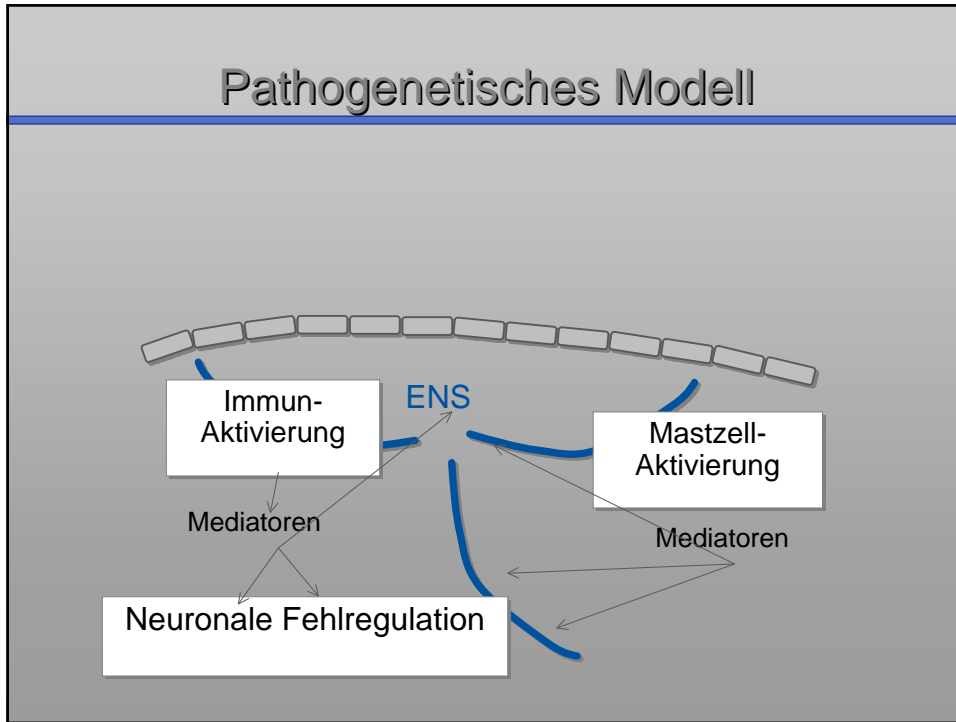 Pathogenetisches Modell
Immun-
Aktivierung
ENS
Mastzell-
Aktivierung
Mediatoren
Mediatoren
Neuronale Fehlregulation